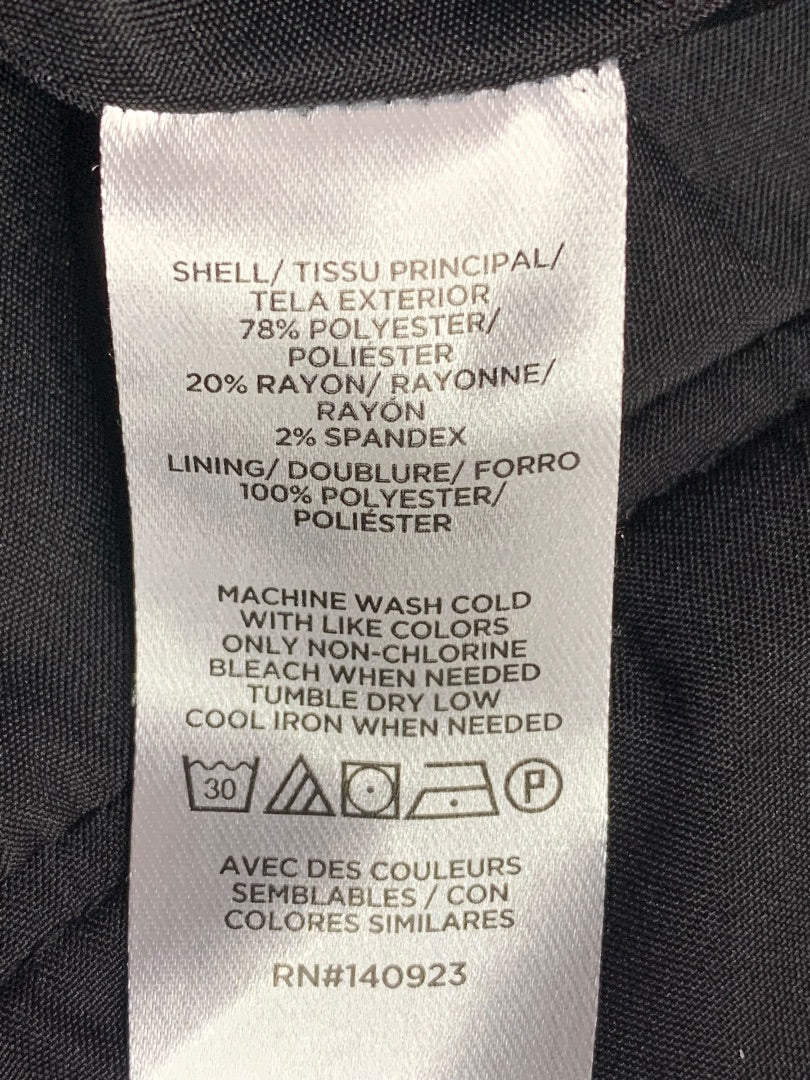 SHELL/ TISSU PRINCIPAL/
TELA EXTERIOR
78% POLYESTER/
POLIÉSTER
20% RAYON/ RAYONNE/
RAYÓN
2% SPANDEX
LINING/ DOUBLURE/ FORRO
100% POLYESTER/
POLIÉSTER
MACHINE WASH COLD
WITH LIKE COLORS
ONLY NON-CHLORINE
BLEACH WHEN NEEDED
TUMBLE DRY LOW
COOL IRON WHEN NEEDED
30 P
AVEC DES COULEURS
SEMBLABLES / CON
COLORES SIMILARES
RN#140923